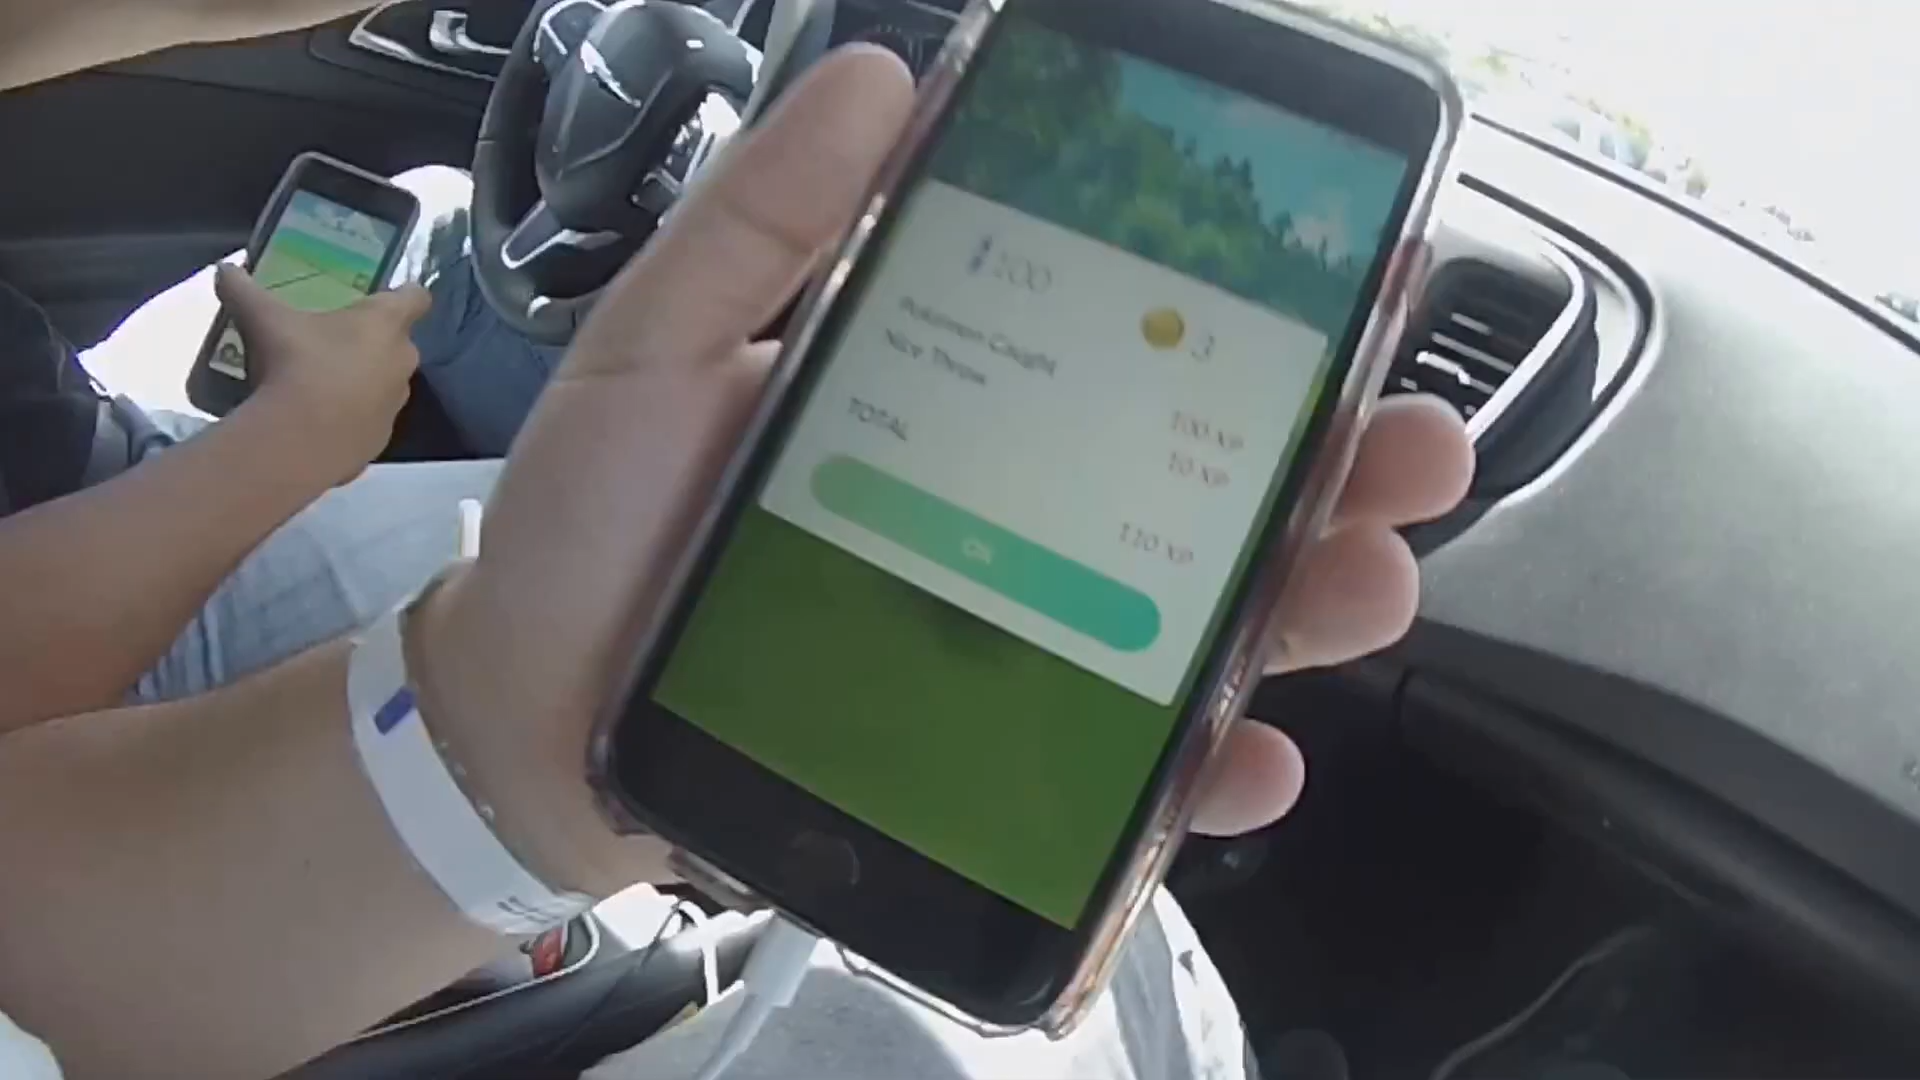 100
3
Pokémon Caught
100 XP
Nice Throw
10 XP
TOTAL
110 XP
OK